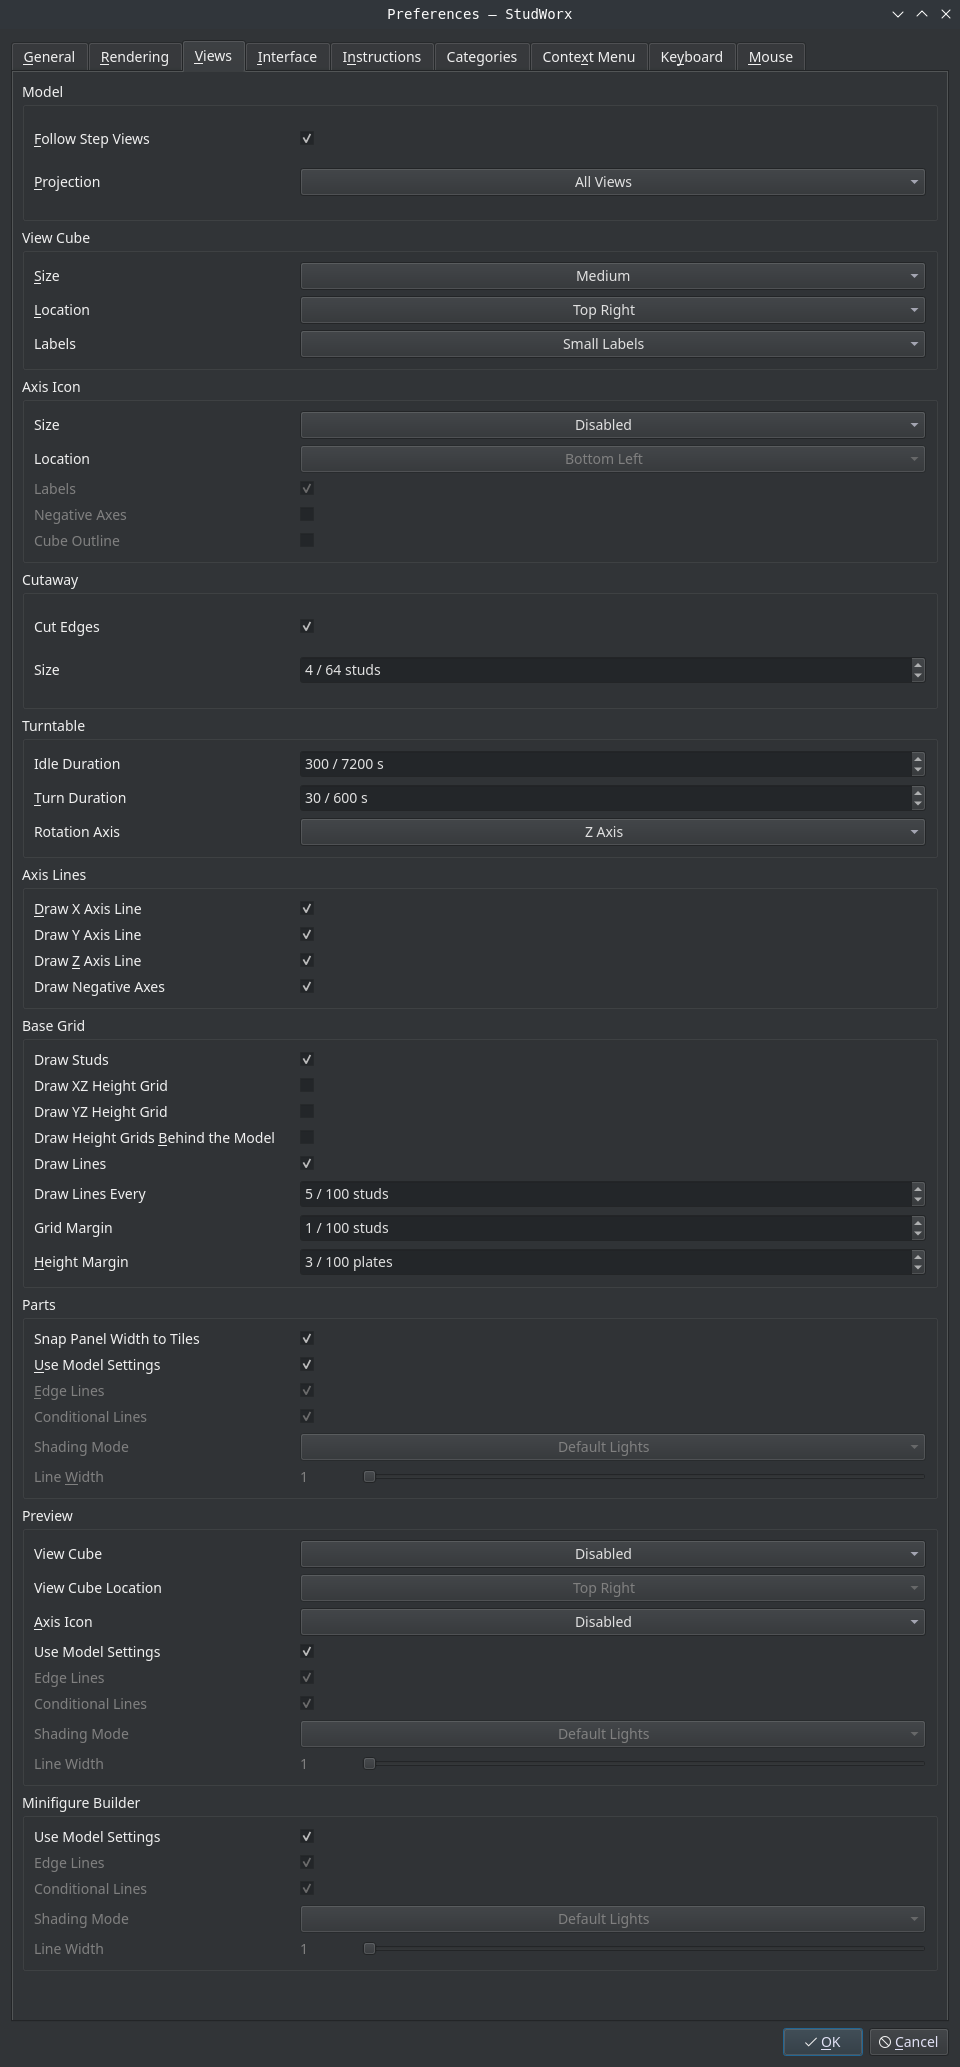 Preferences — StudWorx
General Rendering Views Interface Instructions Categories Context Menu Keyboard Mouse
Model
Follow Step Views
Projection All Views
View Cube
Size Medium
Location Top Right
Labels Small Labels
Axis Icon
Size Disabled
Location Bottom Left
Labels
Negative Axes
Cube Outline
Cutaway
Cut Edges
Size 4 / 64 studs
Turntable
Idle Duration 300 / 7200 s
Turn Duration 30 / 600 s
Rotation Axis Z Axis
Axis Lines
Draw X Axis Line
Draw Y Axis Line
Draw Z Axis Line
Draw Negative Axes
Base Grid
Draw Studs
Draw XZ Height Grid
Draw YZ Height Grid
Draw Height Grids Behind the Model
Draw Lines
Draw Lines Every 5 / 100 studs
Grid Margin 1 / 100 studs
Height Margin 3 / 100 plates
Parts
Snap Panel Width to Tiles
Use Model Settings
Edge Lines
Conditional Lines
Shading Mode Default Lights
Line Width 1
Preview
View Cube Disabled
View Cube Location Top Right
Axis Icon Disabled
Use Model Settings
Edge Lines
Conditional Lines
Shading Mode Default Lights
Line Width 1
Minifigure Builder
Use Model Settings
Edge Lines
Conditional Lines
Shading Mode Default Lights
Line Width 1
OK Cancel